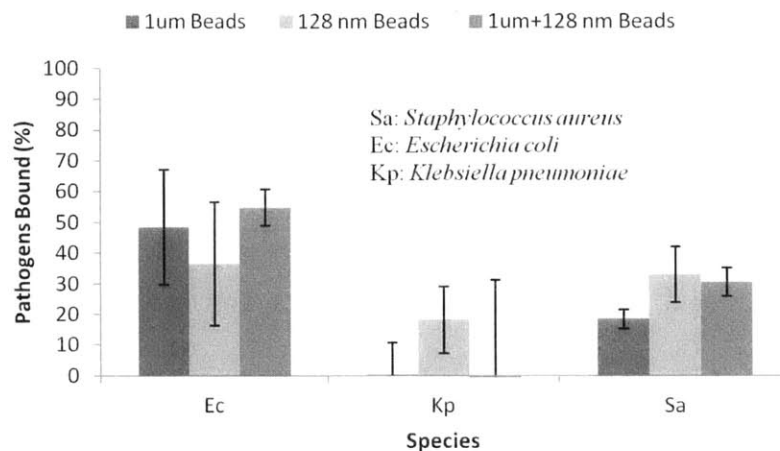 1um Beads 128 nm Beads 1um+128 nm Beads
100
90
80
70
60
50
40
30
20
10
0
Pathogens Bound (%)
Sa: Staphylococcus aureus
Ec: Escherichia coli
Kp: Klebsiella pneumoniae
Ec Kp Sa
Species